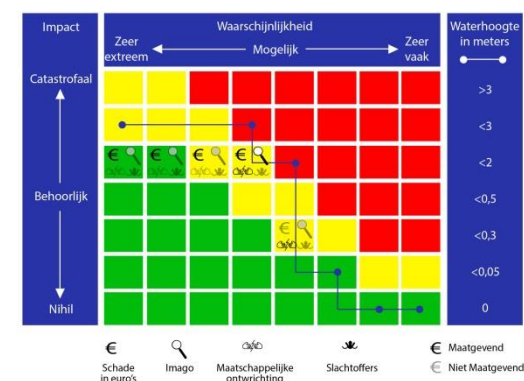 Impact
Waarschijnlijkheid
Waterhoogte
in meters
Zeer
extreem
Mogelijk
Zeer
vaak
Catastrofaal
>3
<3
€ € € €
<2
Behoorlijk
<0,5
€
<0,3
<0,05
Nihil
0
€
Schade
in euro's
Imago
Maatschappelijke
ontwrichting
Slachtoffers
€ Maatgevend
€ Niet Maatgevend